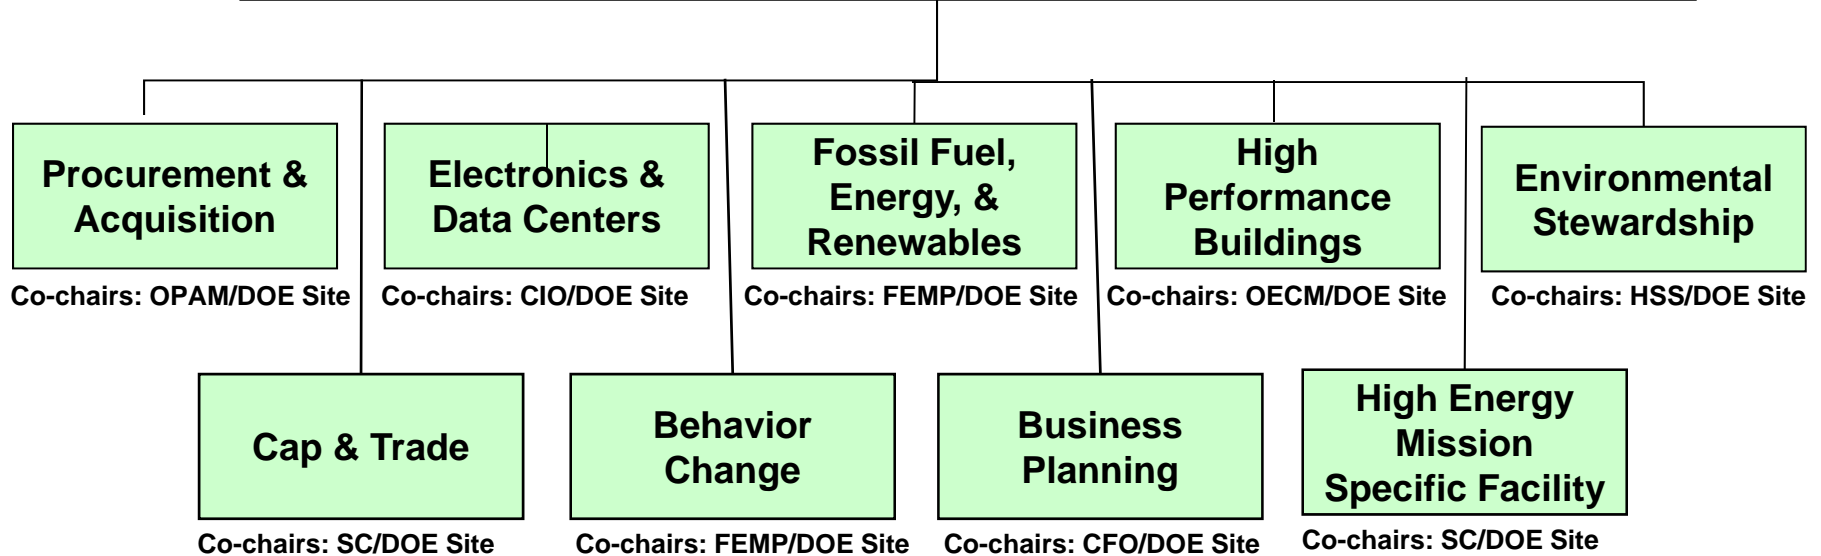 Procurement &
Acquisition
Co-chairs: OPAM/DOE Site
Electronics &
Data Centers
Co-chairs: CIO/DOE Site
Fossil Fuel,
Energy, &
Renewables
Co-chairs: FEMP/DOE Site
High
Performance
Buildings
Co-chairs: OECM/DOE Site
Environmental
Stewardship
Co-chairs: HSS/DOE Site
Cap & Trade
Co-chairs: SC/DOE Site
Behavior
Change
Co-chairs: FEMP/DOE Site
Business
Planning
Co-chairs: CFO/DOE Site
High Energy
Mission
Specific Facility
Co-chairs: SC/DOE Site